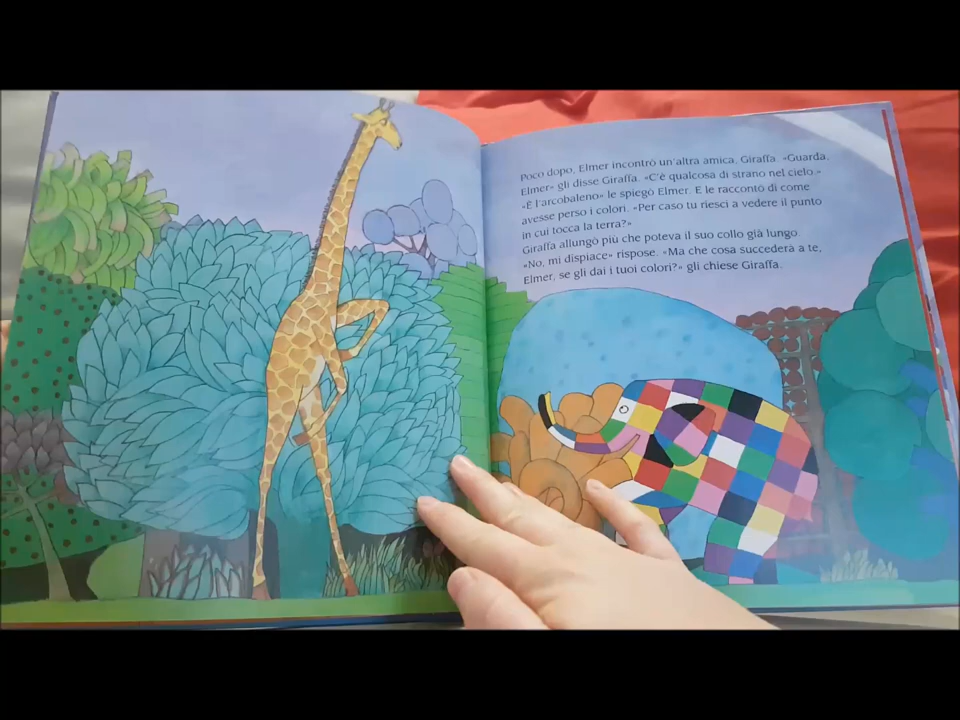 Poco dopo, Elmer incontrò un'altra amica, Giraffa. «Guarda,
Elmer» gli disse Giraffa. «C'è qualcosa di strano nel cielo.»
«È l'arcobaleno» le spiegò Elmer. E le raccontò di come
avesse perso i colori. «Per caso tu riesci a vedere il punto
in cui tocca la terra?»
Giraffa allungò più che poteva il suo collo già lungo
«No, mi dispiace» rispose. «Ma che cosa succederà a te,
Elmer, se gli dai i tuoi colori?» gli chiese Giraffa.